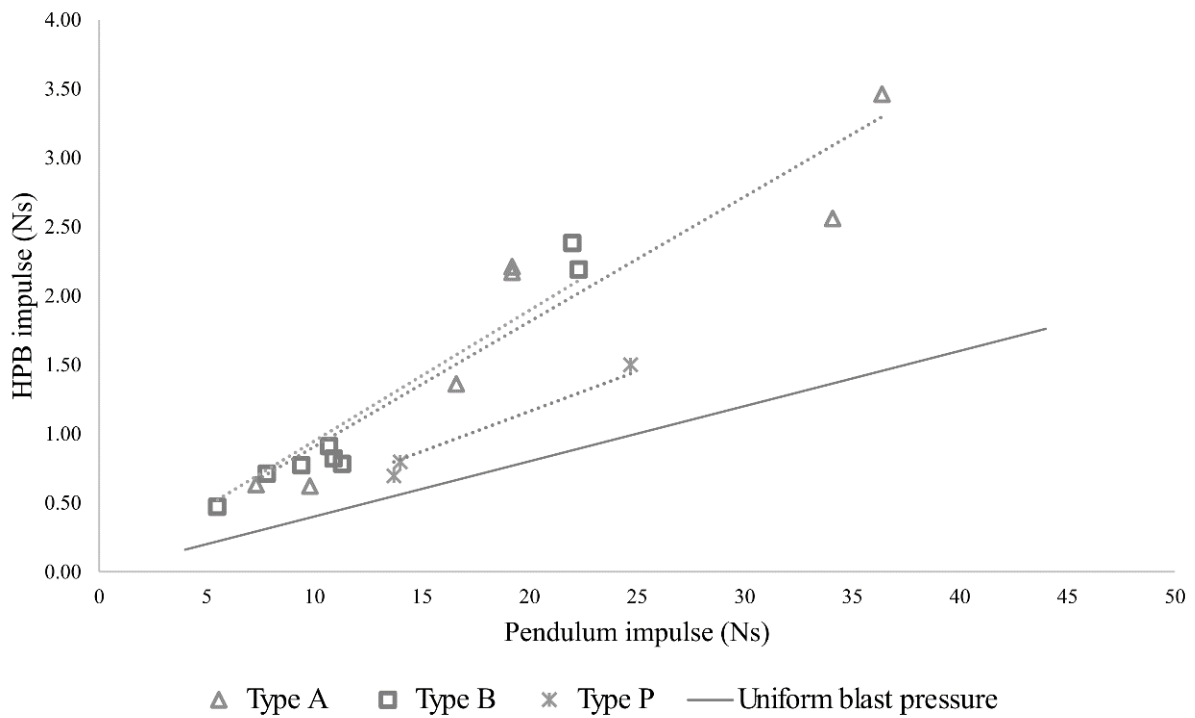 4.00
3.50
3.00
2.50
2.00
1.50
1.00
0.50
0.00
HPB impulse (Ns)
0 5 10 15 20 25 30 35 40 45 50
Pendulum impulse (Ns)
Type A Type B Type P Uniform blast pressure